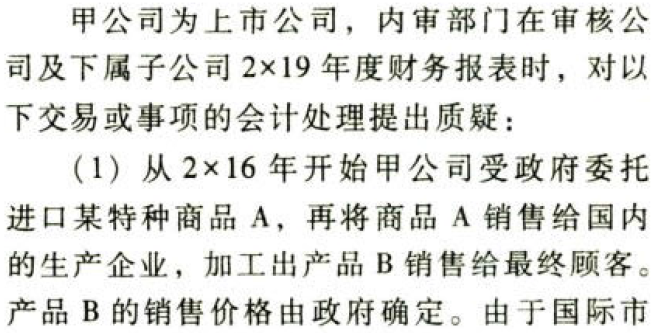 甲公司为上市公司，内审部门在审核公
司及下属子公司2×19年度财务报表时，对以
下交易或事项的会计处理提出质疑：
（1）从2×16年开始甲公司受政府委托
进口某特种商品A，再将商品A销售给国内
的生产企业，加工出产品B销售给最终顾客。
产品B的销售价格由政府确定。由于国际市